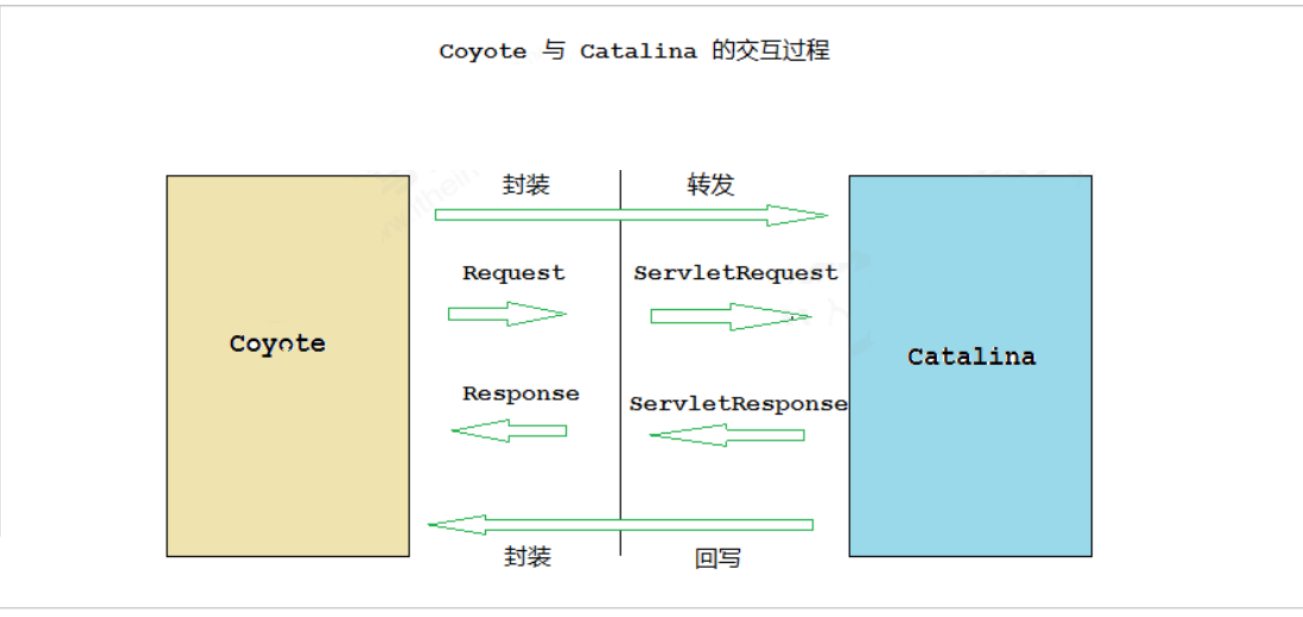 Coyote 与 Catalina 的交互过程
封装 转发
Request ServletRequest
Coyote
Catalina
Response ServletResponse
封装 回写